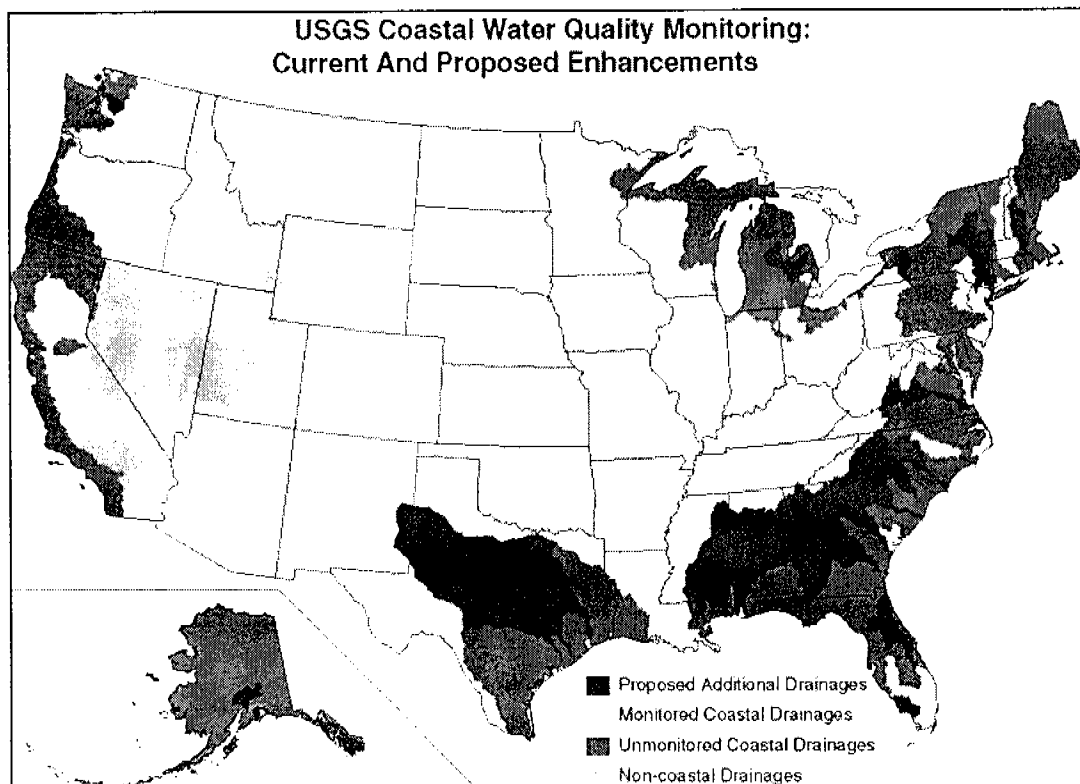 USGS Coastal Water Quality Monitoring:
Current And Proposed Enhancements
Proposed Additional Drainages
Monitored Coastal Drainages
Unmonitored Coastal Drainages
Non-coastal Drainages